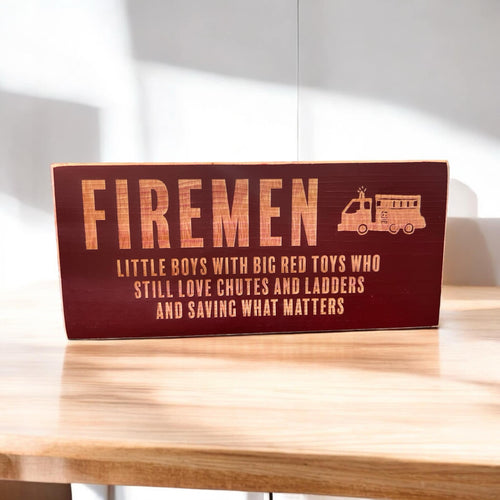 FIREMEN
LITTLE BOYS WITH BIG RED TOYS WHO
STILL LOVE CHUTES AND LADDERS
AND SAVING WHAT MATTERS